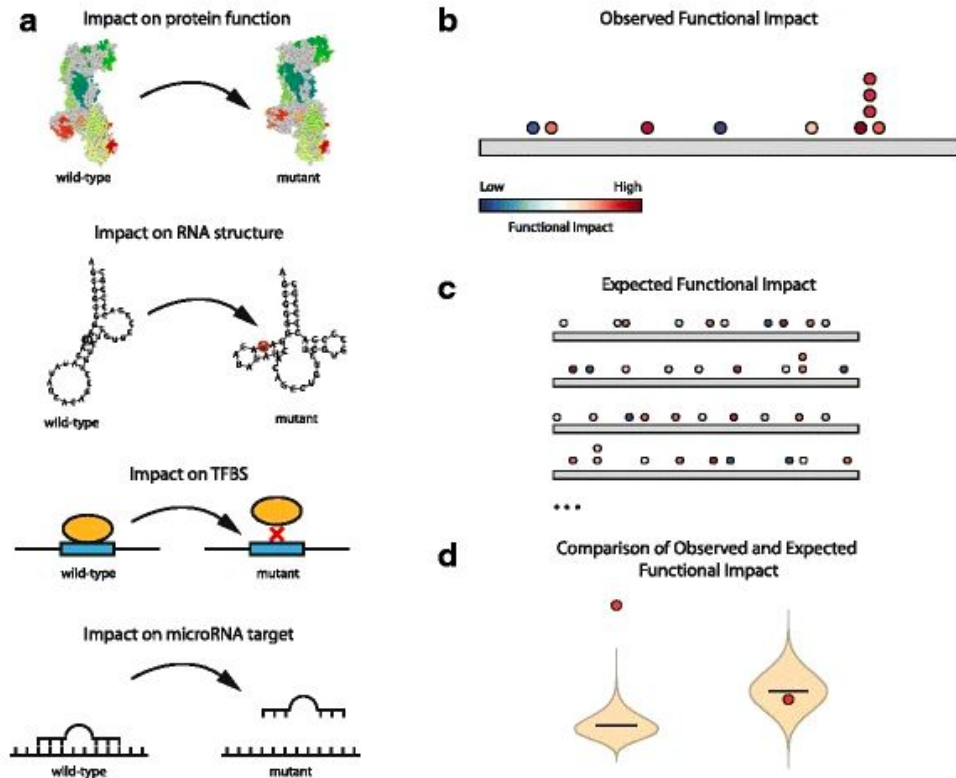 a
Impact on protein function
wild-type
mutant
Impact on RNA structure
wild-type
mutant
Impact on TFBS
wild-type
mutant
Impact on microRNA target
wild-type
mutant
b
Observed Functional Impact
Low
High
Functional Impact
c
Expected Functional Impact
...
d
Comparison of Observed and Expected
Functional Impact